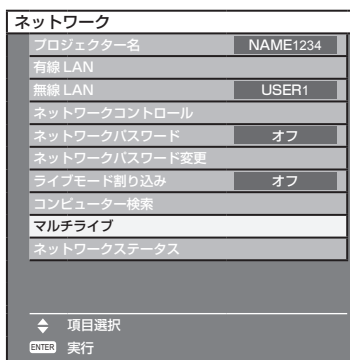 ネットワーク
プロジェクター名 NAME1234
有線 LAN
無線 LAN USER1
ネットワークコントロール
ネットワークパスワード オフ
ネットワークパスワード変更
ライブモード割り込み オフ
コンピューター検索
マルチライブ
ネットワークステータス
項目選択
ENTER 実行